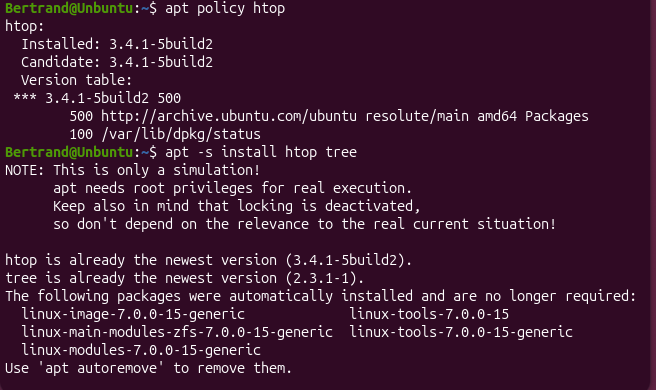 Bertrand@Unbuntu:~$ apt policy htop
htop:
  Installed: 3.4.1-5build2
  Candidate: 3.4.1-5build2
  Version table:
 *** 3.4.1-5build2 500
        500 http://archive.ubuntu.com/ubuntu resolute/main amd64 Packages
        100 /var/lib/dpkg/status
Bertrand@Unbuntu:~$ apt -s install htop tree
NOTE: This is only a simulation!
      apt needs root privileges for real execution.
      Keep also in mind that locking is deactivated,
      so don't depend on the relevance to the real current situation!

htop is already the newest version (3.4.1-5build2).
tree is already the newest version (2.3.1-1).
The following packages were automatically installed and are no longer required:
  linux-image-7.0.0-15-generic             linux-tools-7.0.0-15
  linux-main-modules-zfs-7.0.0-15-generic  linux-tools-7.0.0-15-generic
  linux-modules-7.0.0-15-generic
Use 'apt autoremove' to remove them.